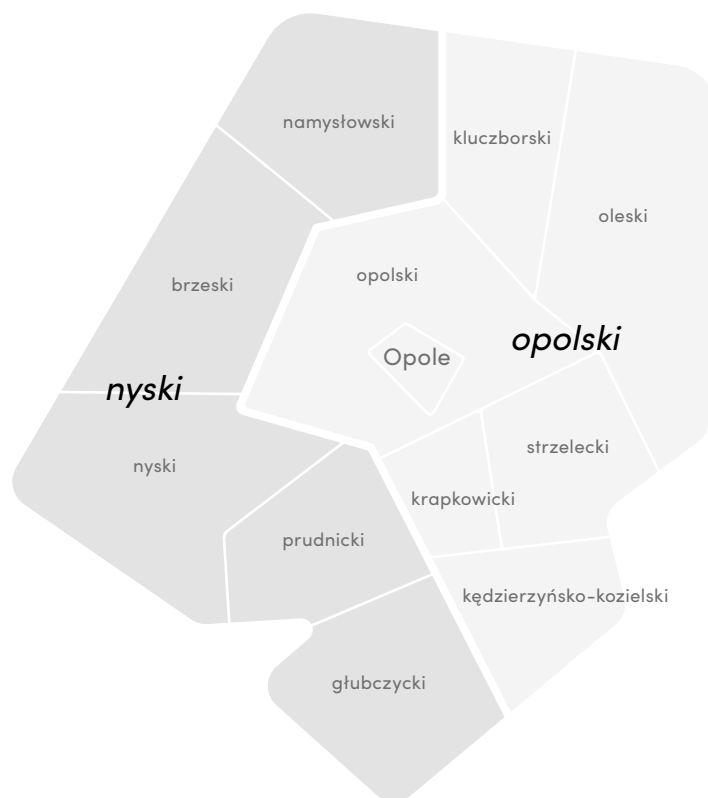 namysłowski
kluczborski
oleski
opolski
brzeski
opolski
Opole
nyski
strzelecki
nyski
krapkowicki
prudnicki
kędzierzyńsko-kozielski
głubczycki